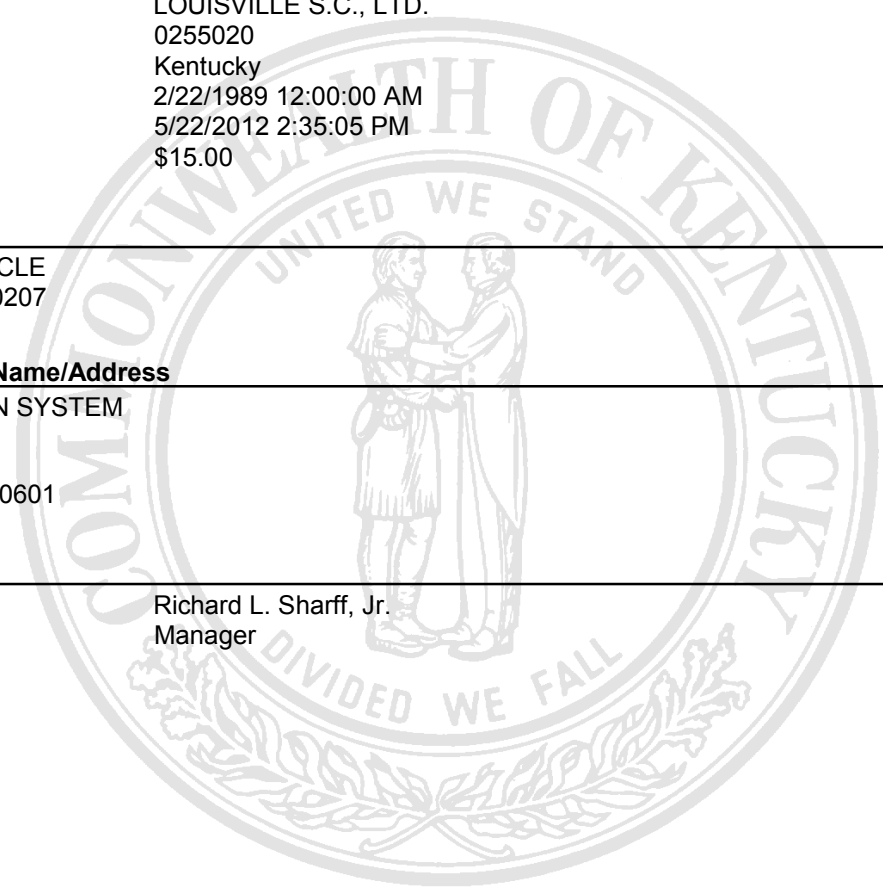 LOUISVILLE S.C., LTD.
0255020
Kentucky
2/22/1989 12:00:00 AM
5/22/2012 2:35:05 PM
$15.00
COMMONWEALTH OF KENTUCKY
UNITED WE STAND
CLE
0207
Name/Address
N SYSTEM
0601
Richard L. Sharff, Jr.
Manager
DIVIDED WE FALL